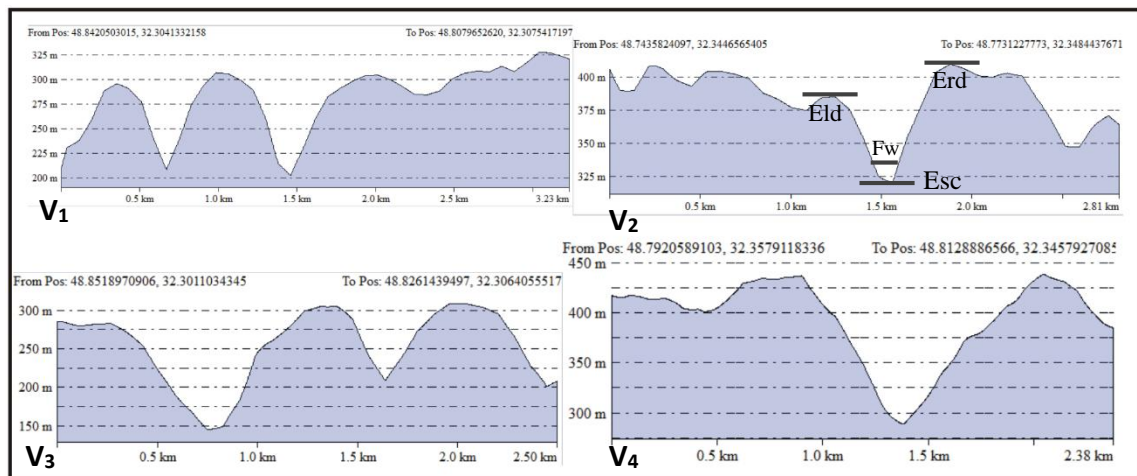 From Pos: 48.8420503015, 32.3041332158 To Pos: 48.8079652620, 32.3075417197
325 m
300 m
275 m
250 m
225 m
200 m
0.5 km 1.0 km 1.5 km 2.0 km 2.5 km 3.23 km
V1
From Pos: 48.7435824097, 32.3446565405 To Pos: 48.7731227773, 32.3484437671
400 m
375 m
350 m
325 m
Erd
Eld
Fw
Esc
0.5 km 1.0 km 1.5 km 2.0 km 2.81 km
V2
From Pos: 48.8518970906, 32.3011034345 To Pos: 48.8261439497, 32.3064055517
300 m
250 m
200 m
150 m
0.5 km 1.0 km 1.5 km 2.0 km 2.50 km
V3
From Pos: 48.7920589103, 32.3579118336 To Pos: 48.8128886566, 32.3457927085
450 m
400 m
350 m
300 m
0.5 km 1.0 km 1.5 km 2.38 km
V4